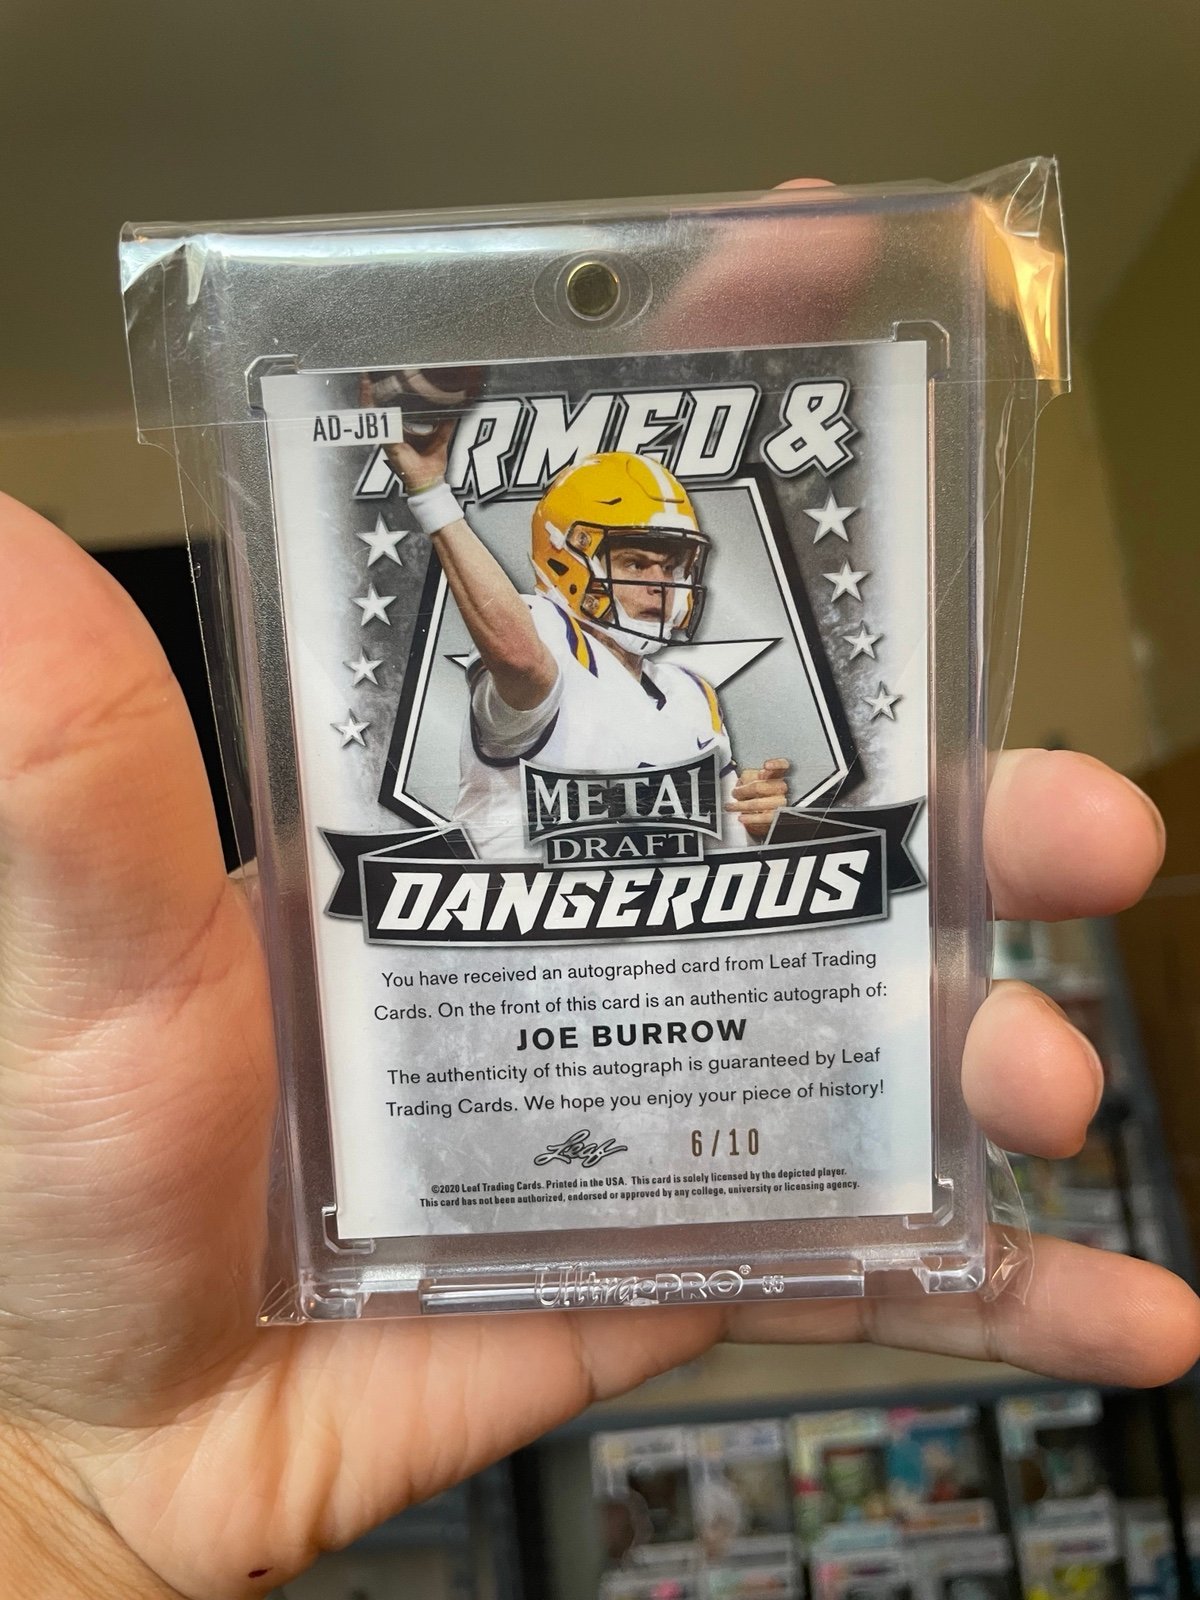 AD-JB1
ARMED &
METAL
DRAFT
DANGEROUS
You have received an autographed card from Leaf Trading
Cards. On the front of this card is an authentic autograph of:
JOE BURROW
The authenticity of this autograph is guaranteed by Leaf
Trading Cards. We hope you enjoy your piece of history!
Leaf 6/10
©2020 Leaf Trading Cards. Printed in the USA. This card is solely licensed by the depicted player.
This card has not been authorized, endorsed or approved by any college, university or licensing agency.
Ultra•PRO®